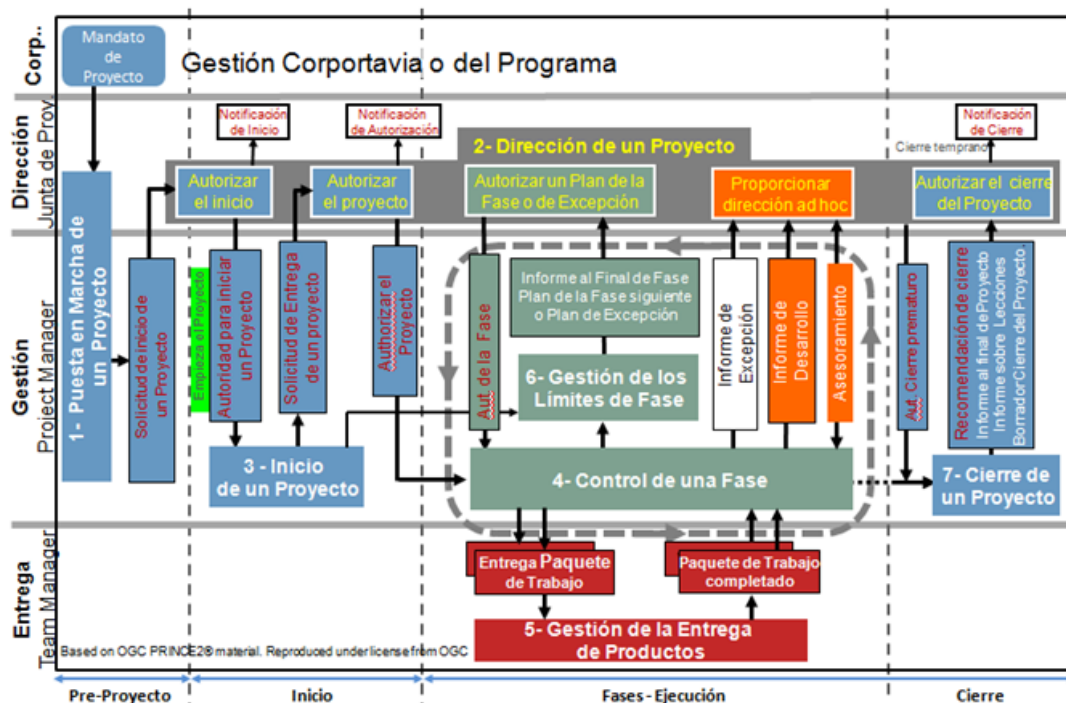 Corp..
Mandato
de
Proyecto
Gestión Corportavia o del Programa
Dirección
Junta de Proy.
Notificación
de Inicio
Notificación
de Autorización
2- Dirección de un Proyecto
Cierre temprano
Notificación
de Cierre
Autorizar
el inicio
Autorizar
el proyecto
Autorizar un Plan de la
Fase o de Excepción
Proporcionar
dirección ad hoc
Autorizar el cierre
del Proyecto
Gestión
Project Manager
1- Puesta en Marcha de
un Proyecto
Solicitud de inicio de
un Proyecto
Empieza el Proyecto
Autoridad para iniciar
un Proyecto
Solicitud de Entrega
de un proyecto
Authorizar el
Proyecto
Aut. de la Fase
Informe al Final de Fase
Plan de la Fase siguiente
o Plan de Excepción
Informe de
Excepción
Informe de
Desarrollo
Asesoramiento
Aut. Cierre prematuro
Recomendación de cierre
Informe al final de Proyecto
Informe sobre Lecciones
Borrador Cierre del Proyecto.
6- Gestión de los
Límites de Fase
3 - Inicio
de un Proyecto
4- Control de una Fase
7- Cierre de
un Proyecto
Entrega
Team Manager
Entrega Paquete
de Trabajo
Paquete de Trabajo
completado
5- Gestión de la Entrega
de Productos
Based on OGC PRINCE2® material. Reproduced under license from OGC
Pre-Proyecto
Inicio
Fases - Ejecución
Cierre